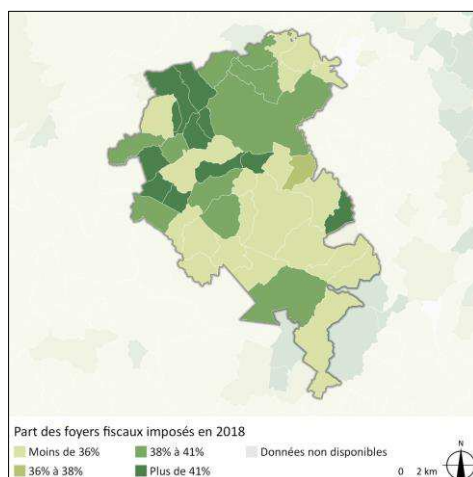 Part des foyers fiscaux imposés en 2018
Moins de 36%
38% à 41%
Données non disponibles
36% à 38%
Plus de 41%
N
0 2 km